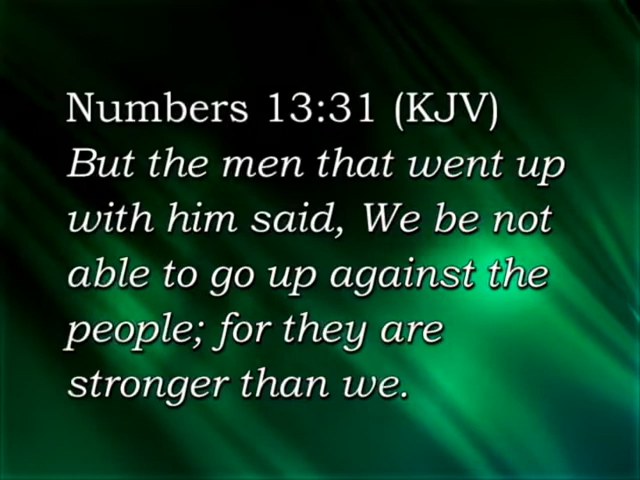 Numbers 13:31 (KJV)
But the men that went up
with him said, We be not
able to go up against the
people; for they are
stronger than we.